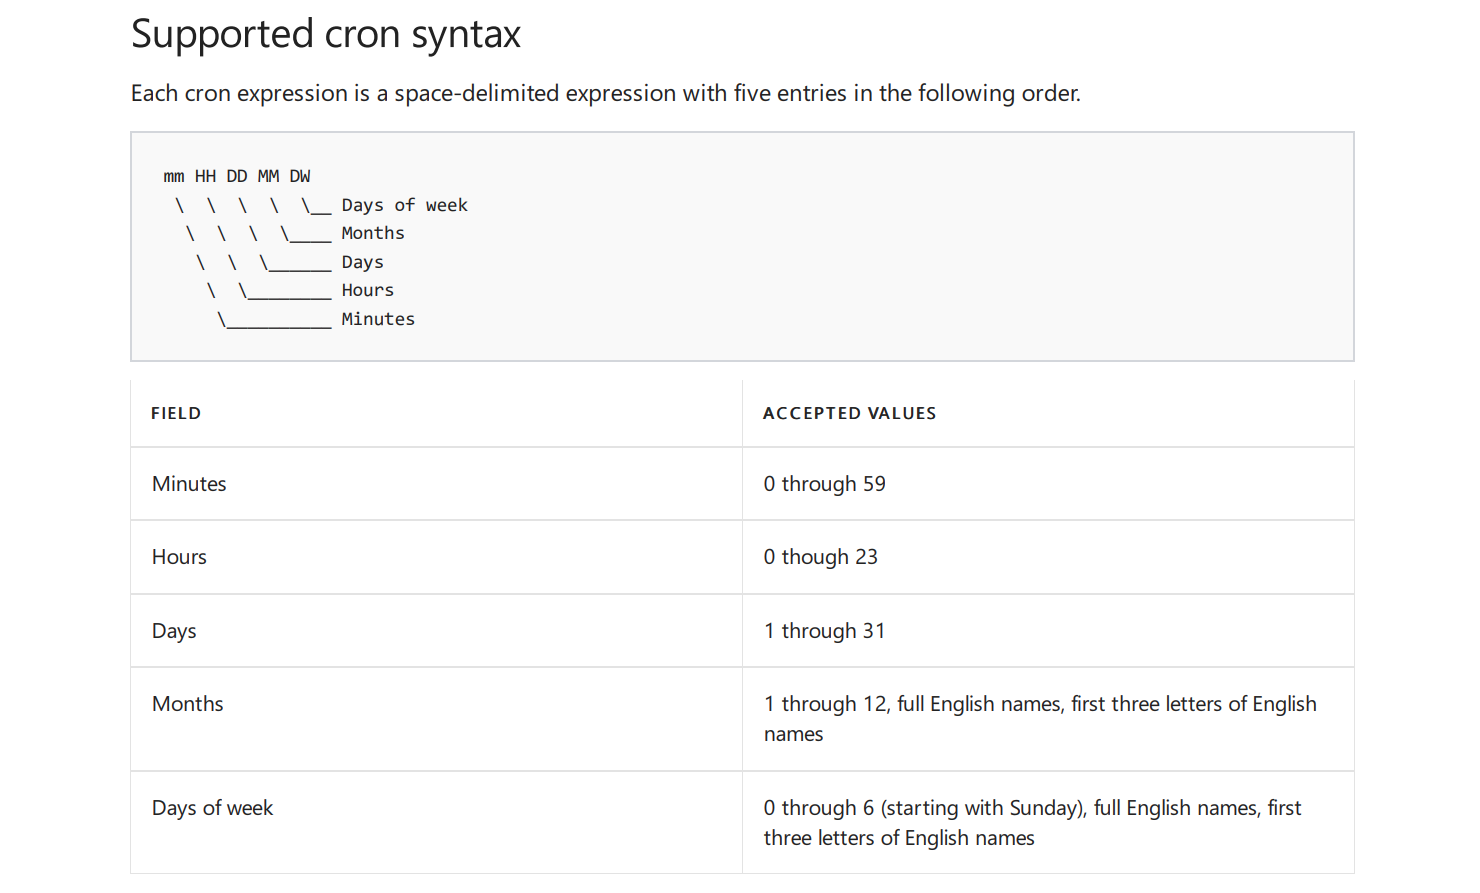 Supported cron syntax
Each cron expression is a space-delimited expression with five entries in the following order.
mm HH DD MM DW
 \  \  \  \  \__ Days of week
  \  \  \  \____ Months
   \  \  \______ Days
    \  \________ Hours
     \__________ Minutes
FIELD ACCEPTED VALUES
Minutes 0 through 59
Hours 0 though 23
Days 1 through 31
Months 1 through 12, full English names, first three letters of English
names
Days of week 0 through 6 (starting with Sunday), full English names, first
three letters of English names